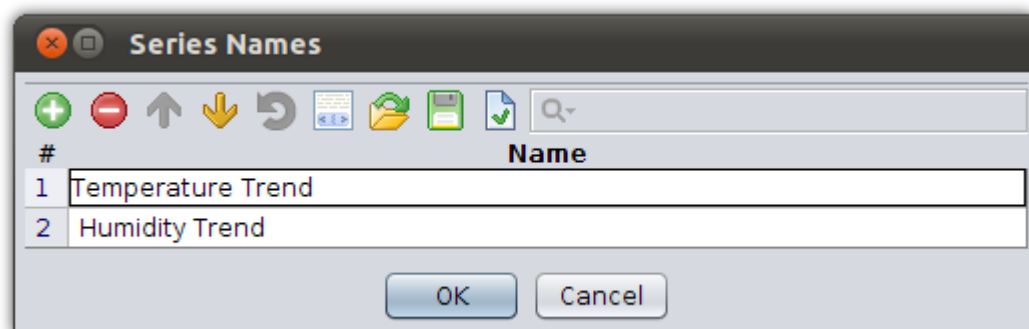 Series Names
# Name
1 Temperature Trend
2 Humidity Trend
OK Cancel